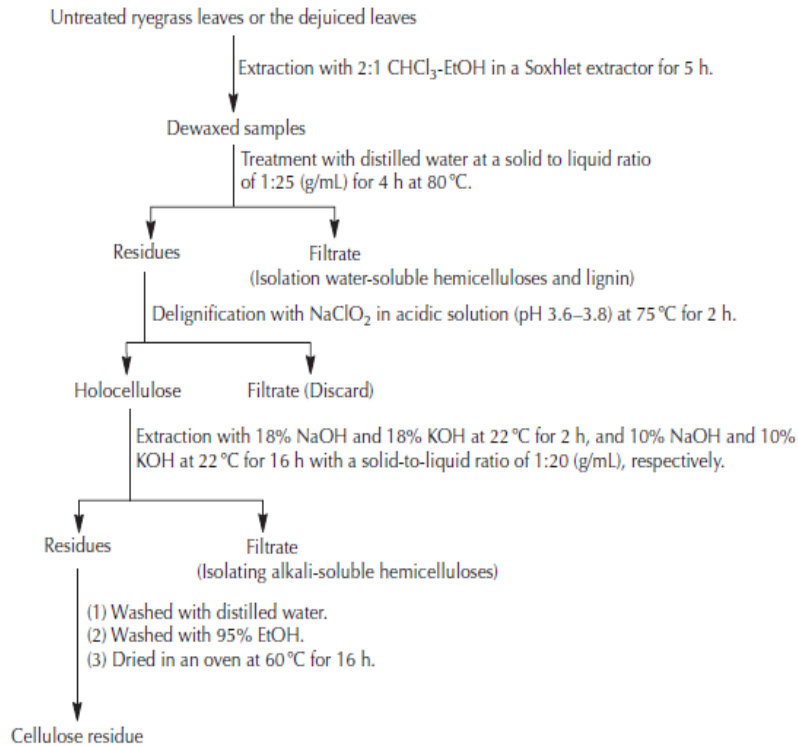 Untreated ryegrass leaves or the dejuiced leaves
Extraction with 2:1 CHCl₃-EtOH in a Soxhlet extractor for 5 h.
Dewaxed samples
Treatment with distilled water at a solid to liquid ratio
of 1:25 (g/mL) for 4 h at 80 °C.
Residues
Filtrate
(Isolation water-soluble hemicelluloses and lignin)
Delignification with NaClO₂ in acidic solution (pH 3.6–3.8) at 75 °C for 2 h.
Holocellulose
Filtrate (Discard)
Extraction with 18% NaOH and 18% KOH at 22 °C for 2 h, and 10% NaOH and 10%
KOH at 22 °C for 16 h with a solid-to-liquid ratio of 1:20 (g/mL), respectively.
Residues
Filtrate
(Isolating alkali-soluble hemicelluloses)
(1) Washed with distilled water.
(2) Washed with 95% EtOH.
(3) Dried in an oven at 60 °C for 16 h.
Cellulose residue